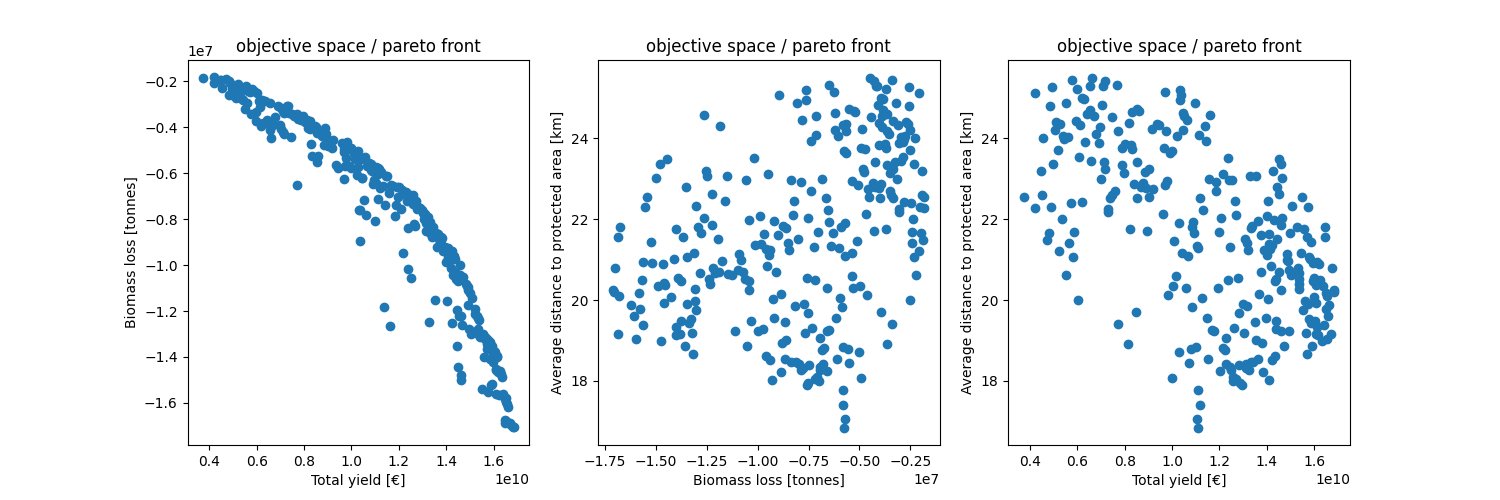 objective space / pareto front
1e7
−0.2
−0.4
−0.6
−0.8
−1.0
−1.2
−1.4
−1.6
Biomass loss [tonnes]
0.4 0.6 0.8 1.0 1.2 1.4 1.6
Total yield [€]
1e10
objective space / pareto front
24
22
20
18
Average distance to protected area [km]
−1.75 −1.50 −1.25 −1.00 −0.75 −0.50 −0.25
Biomass loss [tonnes]
1e7
objective space / pareto front
24
22
20
18
Average distance to protected area [km]
0.4 0.6 0.8 1.0 1.2 1.4 1.6
Total yield [€]
1e10